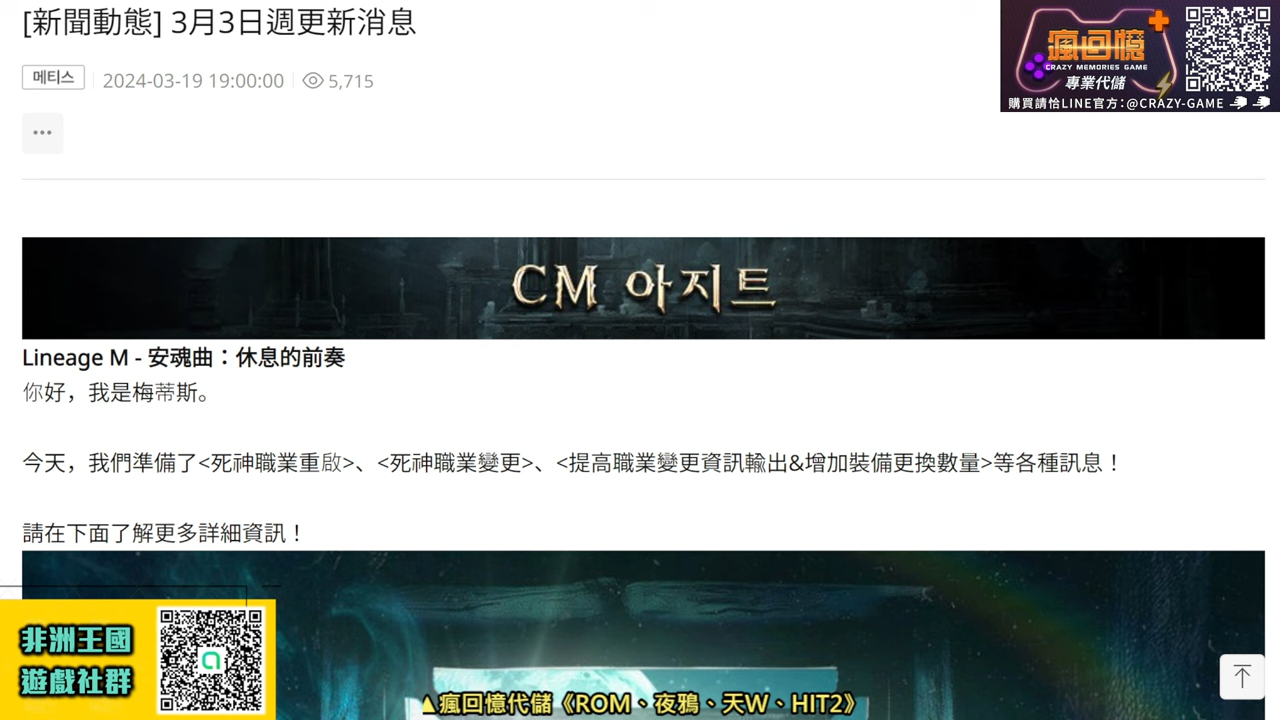 [新聞動態] 3月3日週更新消息
메티스
2024-03-19 19:00:00
5,715
瘋回憶
CRAZY MEMORIES GAME
專業代儲
購買請恰LINE官方:@CRAZY-GAME
CM 아지트
Lineage M - 安魂曲：休息的前奏
你好，我是梅蒂斯。
今天，我們準備了<死神職業重啟>、<死神職業變更>、<提高職業變更資訊輸出&增加裝備更換數量>等各種訊息！
請在下面了解更多詳細資訊！
非洲王國
遊戲社群
▲瘋回憶代儲《ROM、夜鴉、天W、HIT2》